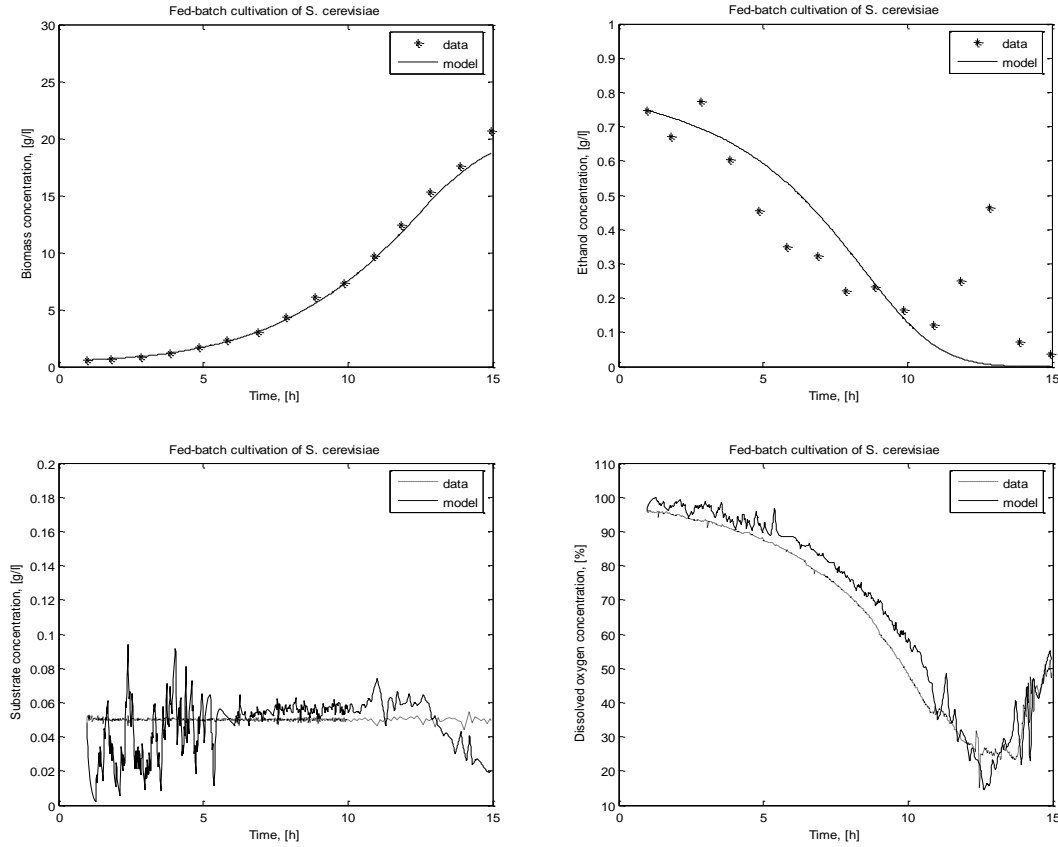 Fed-batch cultivation of S. cerevisiae
30
25
20
15
10
5
0
0
5
10
15
Biomass concentration, [g/l]
Time, [h]
data
model
Fed-batch cultivation of S. cerevisiae
1
0.9
0.8
0.7
0.6
0.5
0.4
0.3
0.2
0.1
0
0
5
10
15
Ethanol concentration, [g/l]
Time, [h]
data
model
Fed-batch cultivation of S. cerevisiae
0.2
0.18
0.16
0.14
0.12
0.1
0.08
0.06
0.04
0.02
0
0
5
10
15
Substrate concentration, [g/l]
Time, [h]
data
model
Fed-batch cultivation of S. cerevisiae
110
100
90
80
70
60
50
40
30
20
10
0
5
10
15
Dissolved oxygen concentration, [%]
Time, [h]
data
model